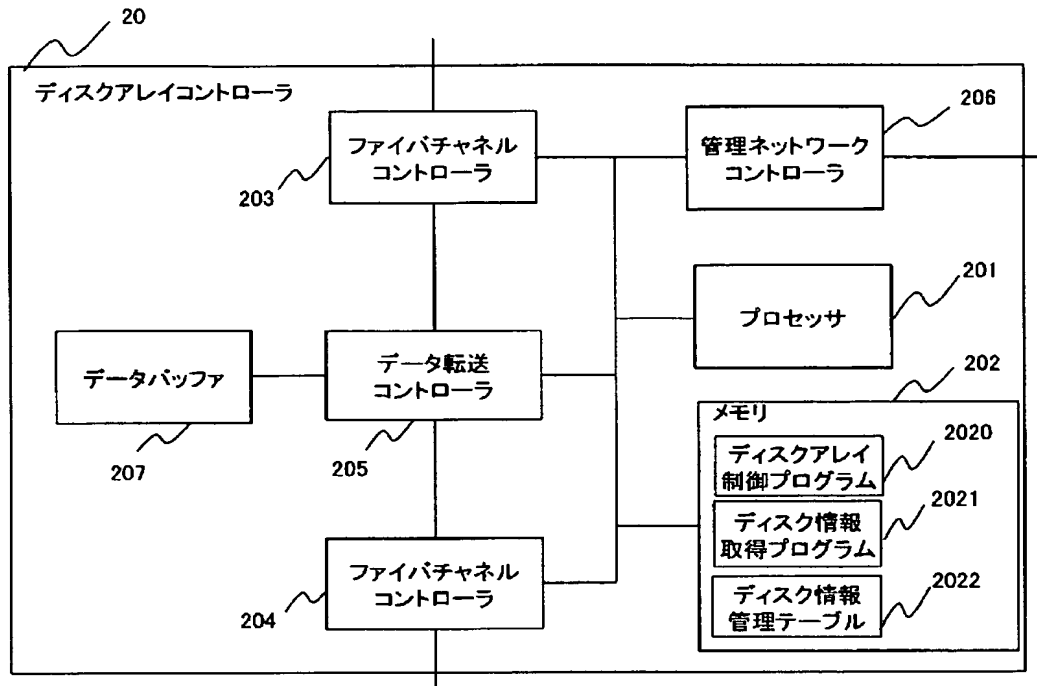 20
ディスクアレイコントローラ
ファイバチャネル
コントローラ
203
管理ネットワーク
コントローラ
206
プロセッサ
201
データバッファ
207
データ転送
コントローラ
205
メモリ
202
ディスクアレイ
制御プログラム
2020
ディスク情報
取得プログラム
2021
ディスク情報
管理テーブル
2022
ファイバチャネル
コントローラ
204